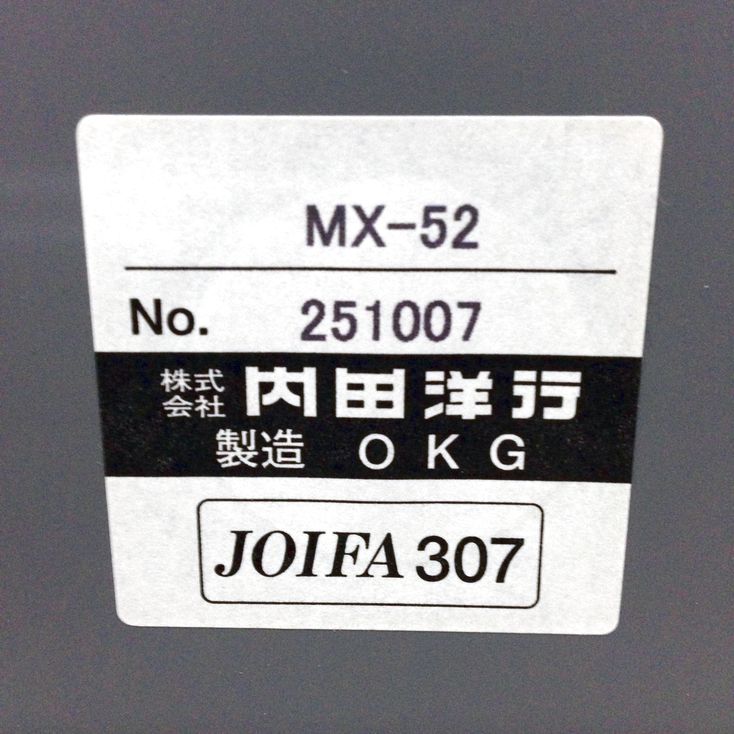 MX-52
No. 251007
株式会社 内田洋行
製造 OKG
JOIFA 307